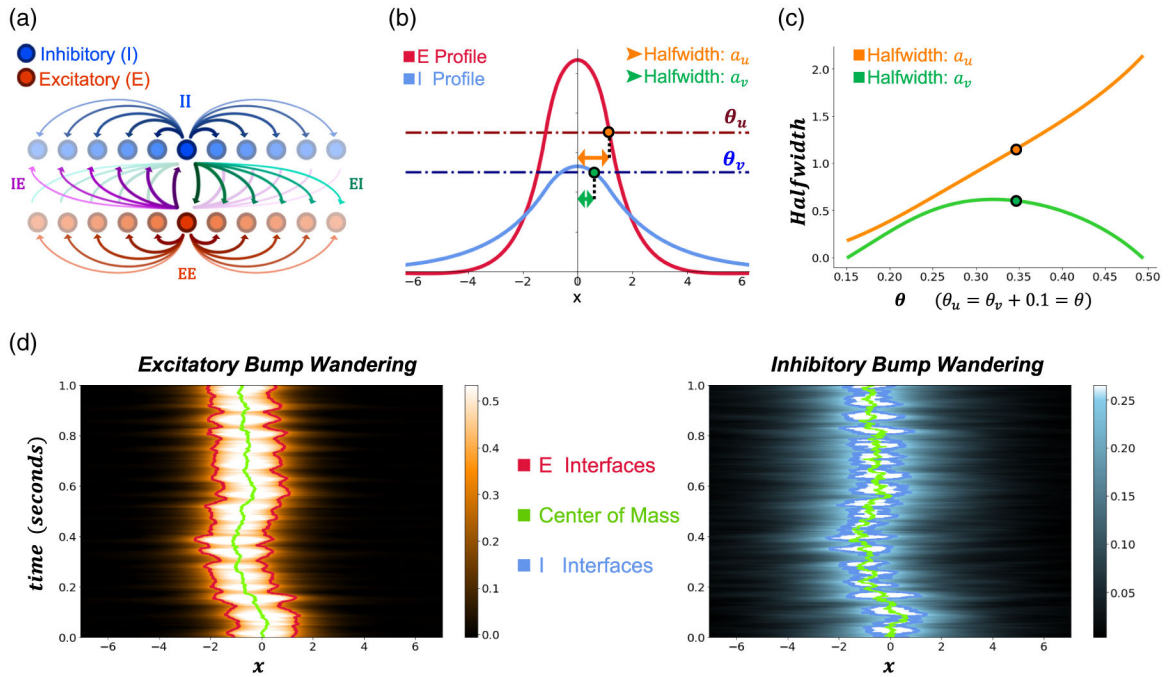 (a)
Inhibitory (I)
Excitatory (E)
II
IE
EI
EE
(b)
E Profile
I Profile
Halfwidth: a_u
Halfwidth: a_v
θ_u
θ_v
−6 −4 −2 0 2 4 6
x
(c)
Halfwidth: a_u
Halfwidth: a_v
2.0
1.5
1.0
0.5
0.0
Halfwidth
0.15 0.20 0.25 0.30 0.35 0.40 0.45 0.50
θ (θ_u = θ_v + 0.1 = θ)
(d)
Excitatory Bump Wandering
1.0
0.8
0.6
0.4
0.2
0.0
time (seconds)
−6 −4 −2 0 2 4 6
x
0.5
0.4
0.3
0.2
0.1
0.0
E Interfaces
Center of Mass
I Interfaces
Inhibitory Bump Wandering
1.0
0.8
0.6
0.4
0.2
0.0
−6 −4 −2 0 2 4 6
x
0.25
0.20
0.15
0.10
0.05